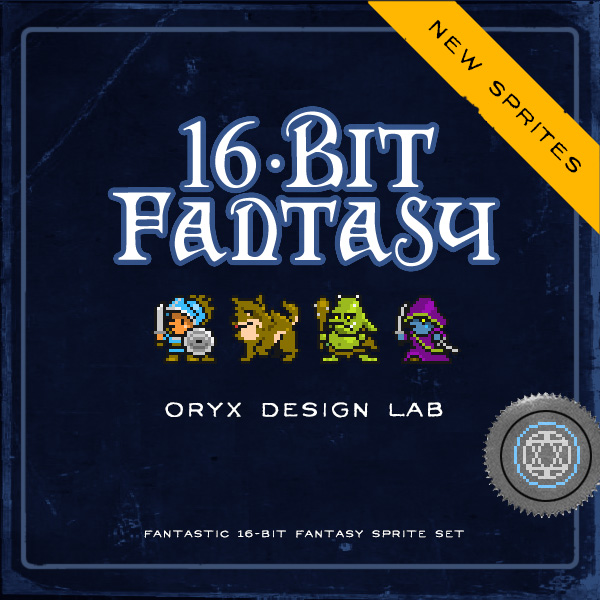 NEW SPRITES
16·BIT
FANTASY
ORYX DESIGN LAB
FANTASTIC 16-BIT FANTASY SPRITE SET